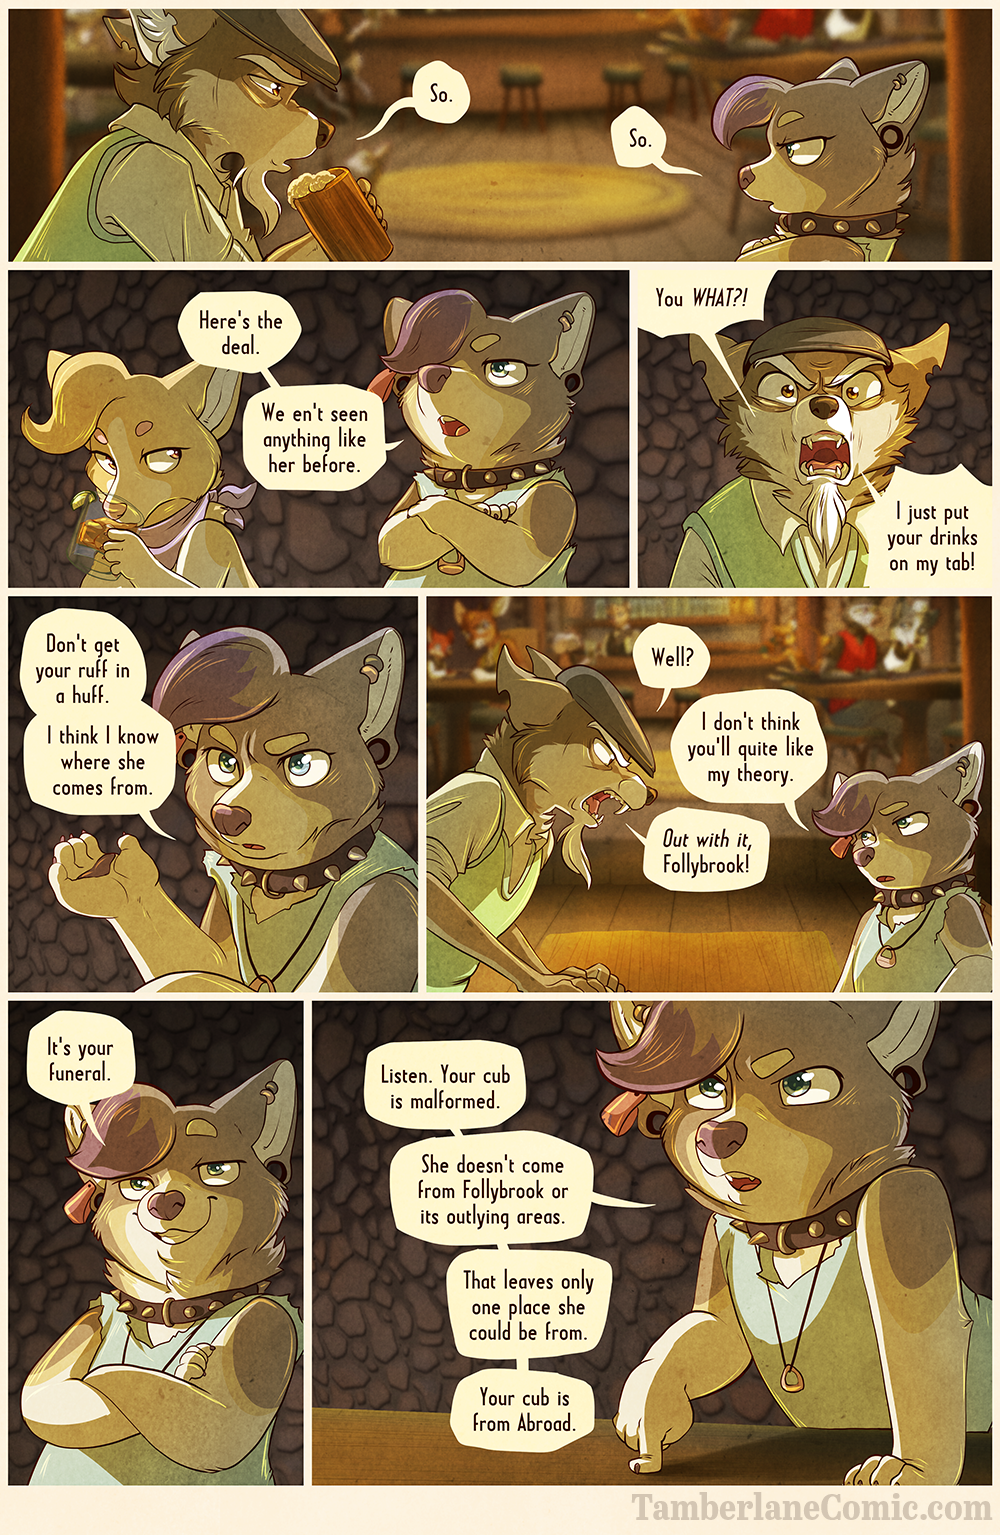 So.
So.
Here's the
deal.
We en't seen
anything like
her before.
You WHAT?!
I just put
your drinks
on my tab!
Don't get
your ruff in
a huff.
I think I know
where she
comes from.
Well?
I don't think
you'll quite like
my theory.
Out with it,
Follybrook!
It's your
funeral.
Listen. Your cub
is malformed.
She doesn't come
from Follybrook or
its outlying areas.
That leaves only
one place she
could be from.
Your cub is
from Abroad.
TamberlaneComic.com